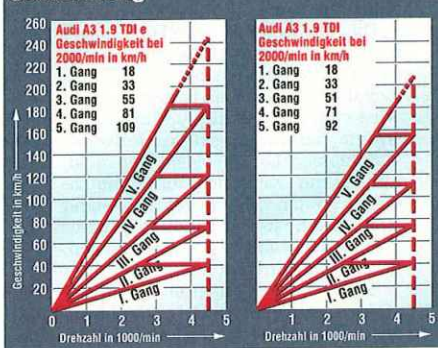 Audi A3 1.9 TDI e
Geschwindigkeit bei
2000/min in km/h
1. Gang 18
2. Gang 33
3. Gang 55
4. Gang 81
5. Gang 109
260
240
220
200
180
160
140
120
100
80
60
40
20
Geschwindigkeit in km/h
V. Gang
IV. Gang
III. Gang
II. Gang
I. Gang
0 1 2 3 4 5
Drehzahl in 1000/min
Audi A3 1.9 TDI
Geschwindigkeit bei
2000/min in km/h
1. Gang 18
2. Gang 33
3. Gang 51
4. Gang 71
5. Gang 92
V. Gang
IV. Gang
III. Gang
II. Gang
I. Gang
1 2 3 4 5
Drehzahl in 1000/min